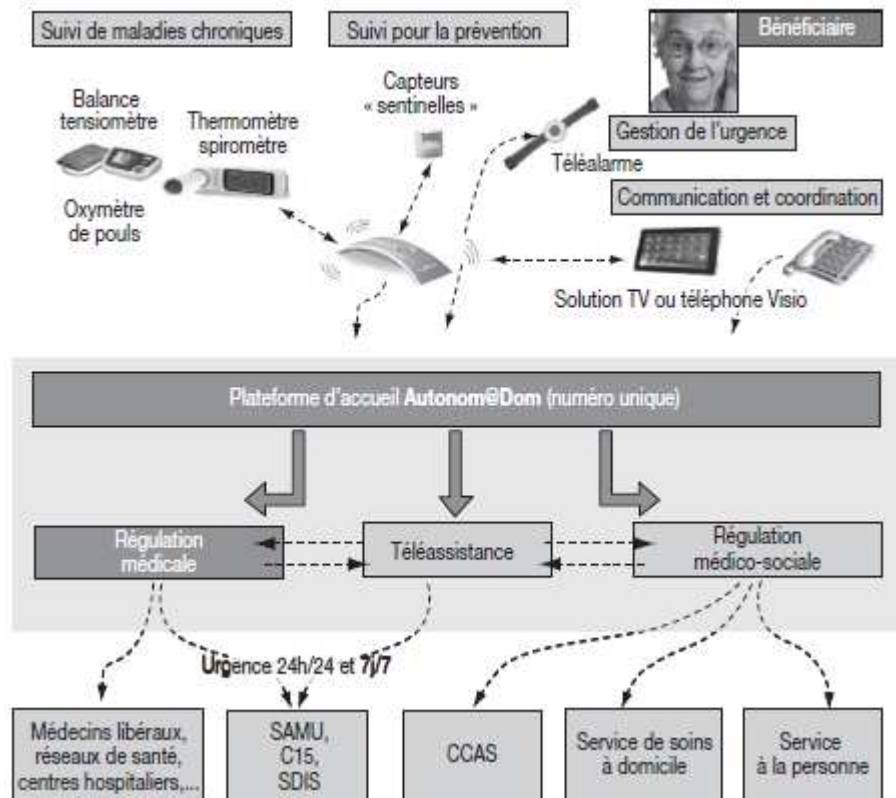 Suivi de maladies chroniques
Suivi pour la prévention
Bénéficiaire
Balance
tensiomètre
Thermomètre
spiromètre
Oxymètre
de pouls
Capteurs
« sentinelles »
Téléalarme
Gestion de l'urgence
Communication et coordination
Solution TV ou téléphone Visio
Plateforme d'accueil Autonom@Dom (numéro unique)
Régulation
médicale
Téléassistance
Régulation
médico-sociale
Urgence 24h/24 et 7j/7
Médecins libéraux,
réseaux de santé,
centres hospitaliers,...
SAMU,
C15,
SDIS
CCAS
Service de soins
à domicile
Service
à la personne